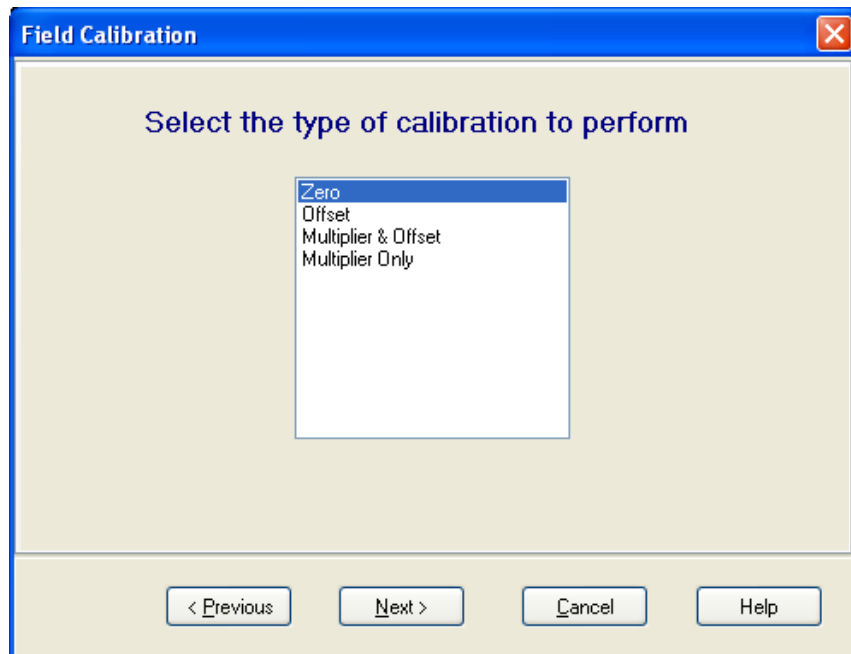 Field Calibration
Select the type of calibration to perform
Zero
Offset
Multiplier & Offset
Multiplier Only
< Previous
Next >
Cancel
Help